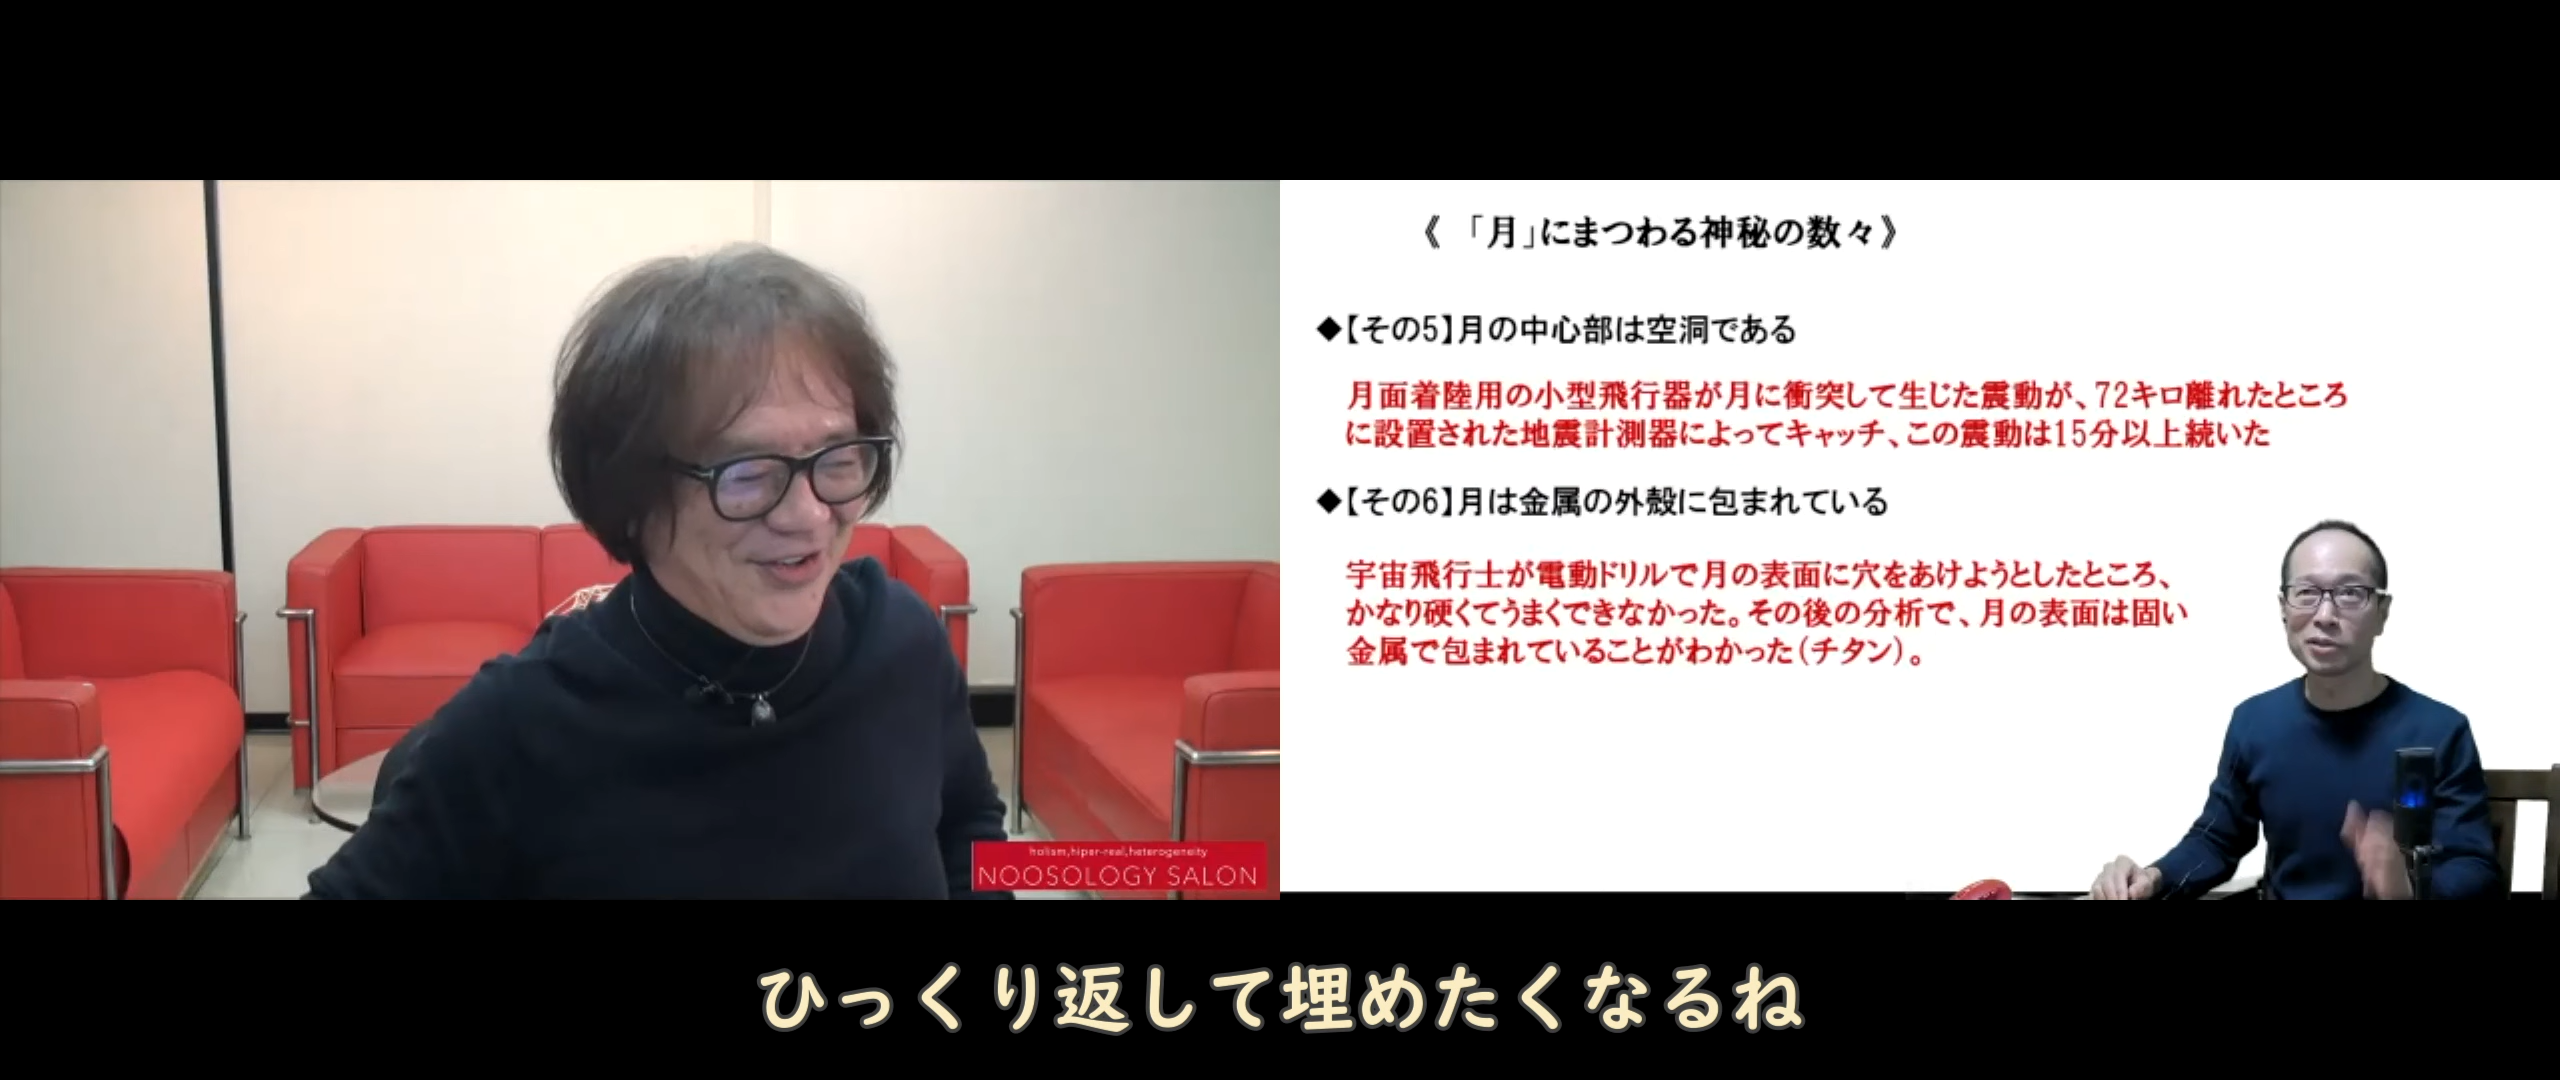 《 「月」にまつわる神秘の数々》
◆【その5】月の中心部は空洞である
月面着陸用の小型飛行器が月に衝突して生じた震動が、72キロ離れたところ
に設置された地震計測器によってキャッチ、この震動は15分以上続いた
◆【その6】月は金属の外殻に包まれている
宇宙飛行士が電動ドリルで月の表面に穴をあけようとしたところ、
かなり硬くてうまくできなかった。その後の分析で、月の表面は固い
金属で包まれていることがわかった（チタン）。
holism,hiper-real,heterogeneity
NOOSOLOGY SALON
ひっくり返して埋めたくなるね